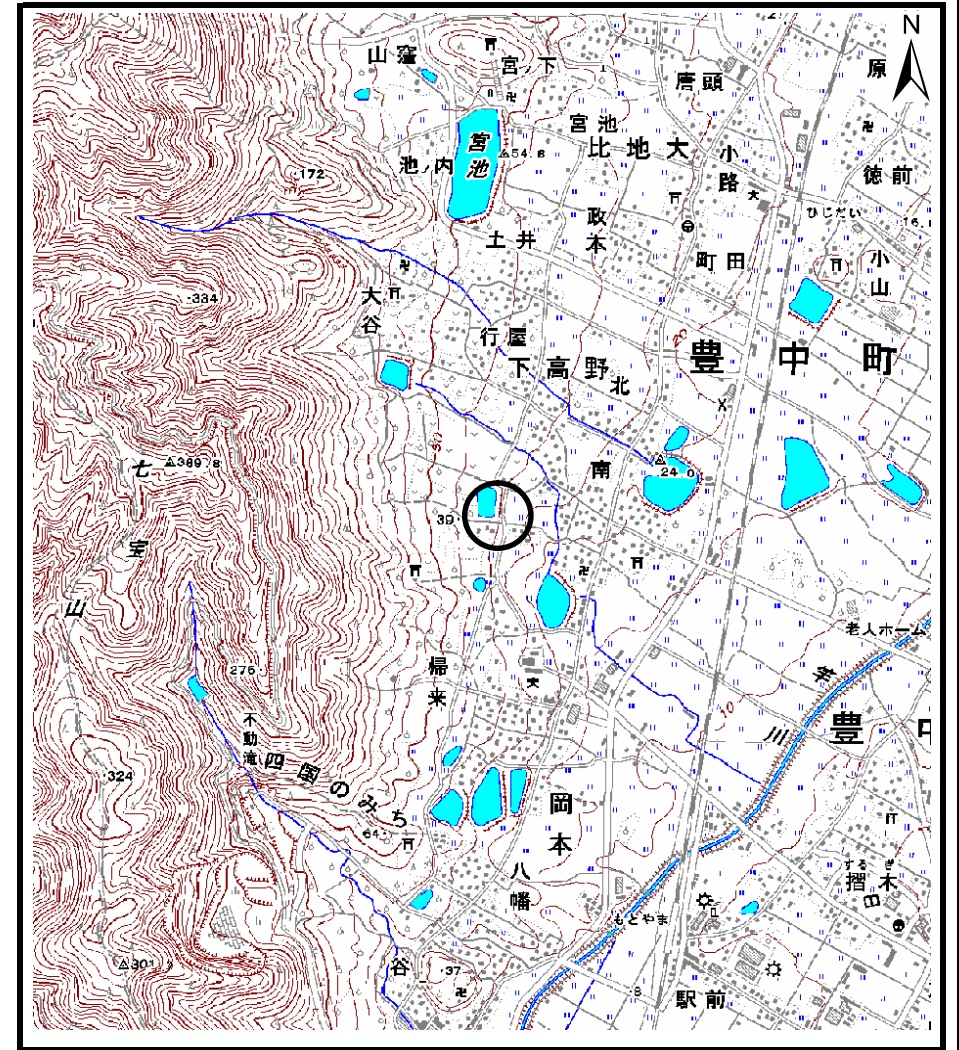 N
山窪
宮ノ下
唐頭
原
宮池
宮池
54.8
比地大
小路
池ノ内
徳前
・172
ひじだい
16.
土井
政本
町田
小山
大谷
・334
行屋
20
豊中町
下高野
北
50
七宝山
389.8
南
24.0
39
老人ホーム
帰来
276・
竿川
10
豊中
不動滝
四国のみち
・324
64・
岡本
八幡
するぎ
摺木
もとやま
301.
谷
・37
8
駅前